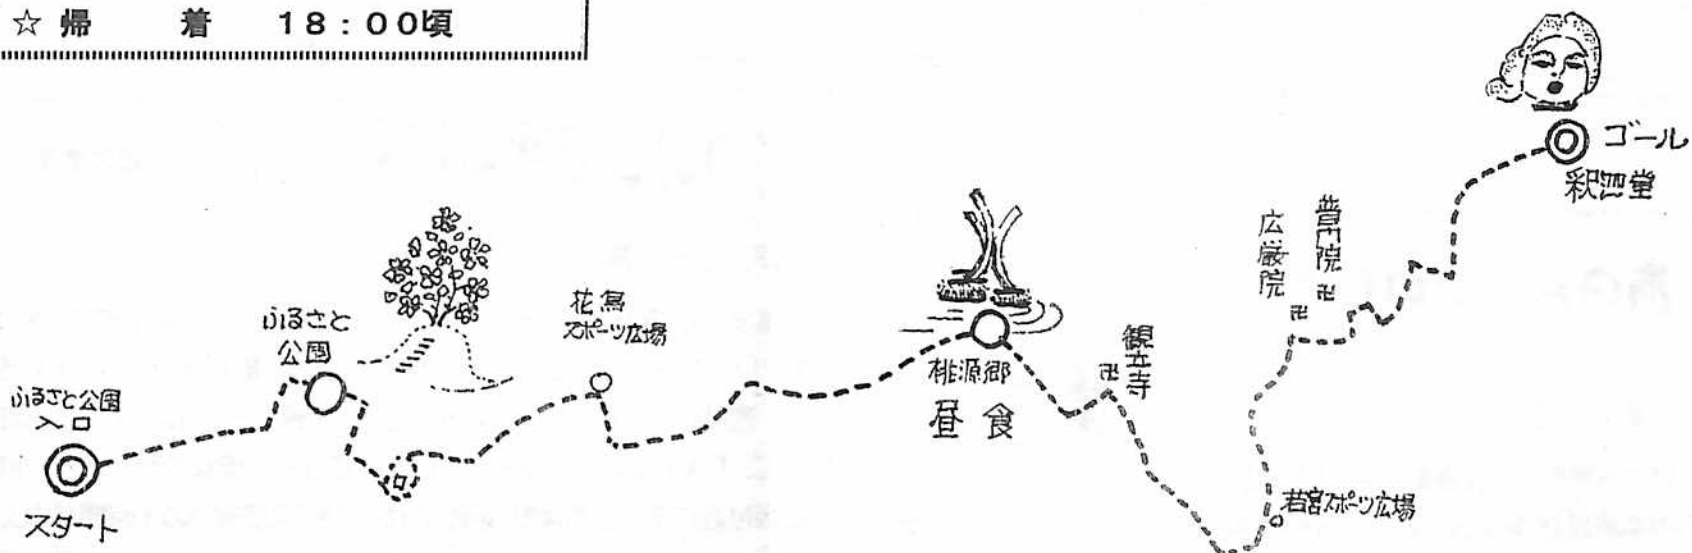 ☆帰 着 18:00頃
ゴール
釈迦堂
普門院
広厳院
花鳥
スポーツ広場
ふるさと
公園
桃源郷
昼食
ふるさと公園
入口
スタート
若宮スポーツ広場